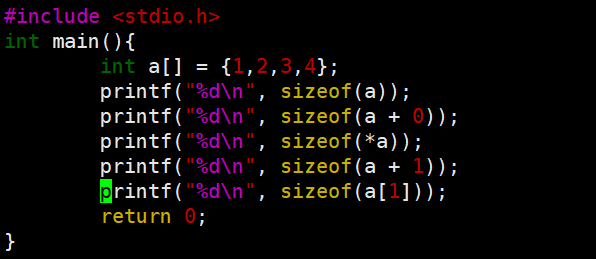 #include <stdio.h>
int main(){
        int a[] = {1,2,3,4};
        printf("%d\n", sizeof(a));
        printf("%d\n", sizeof(a + 0));
        printf("%d\n", sizeof(*a));
        printf("%d\n", sizeof(a + 1));
        printf("%d\n", sizeof(a[1]));
        return 0;
}